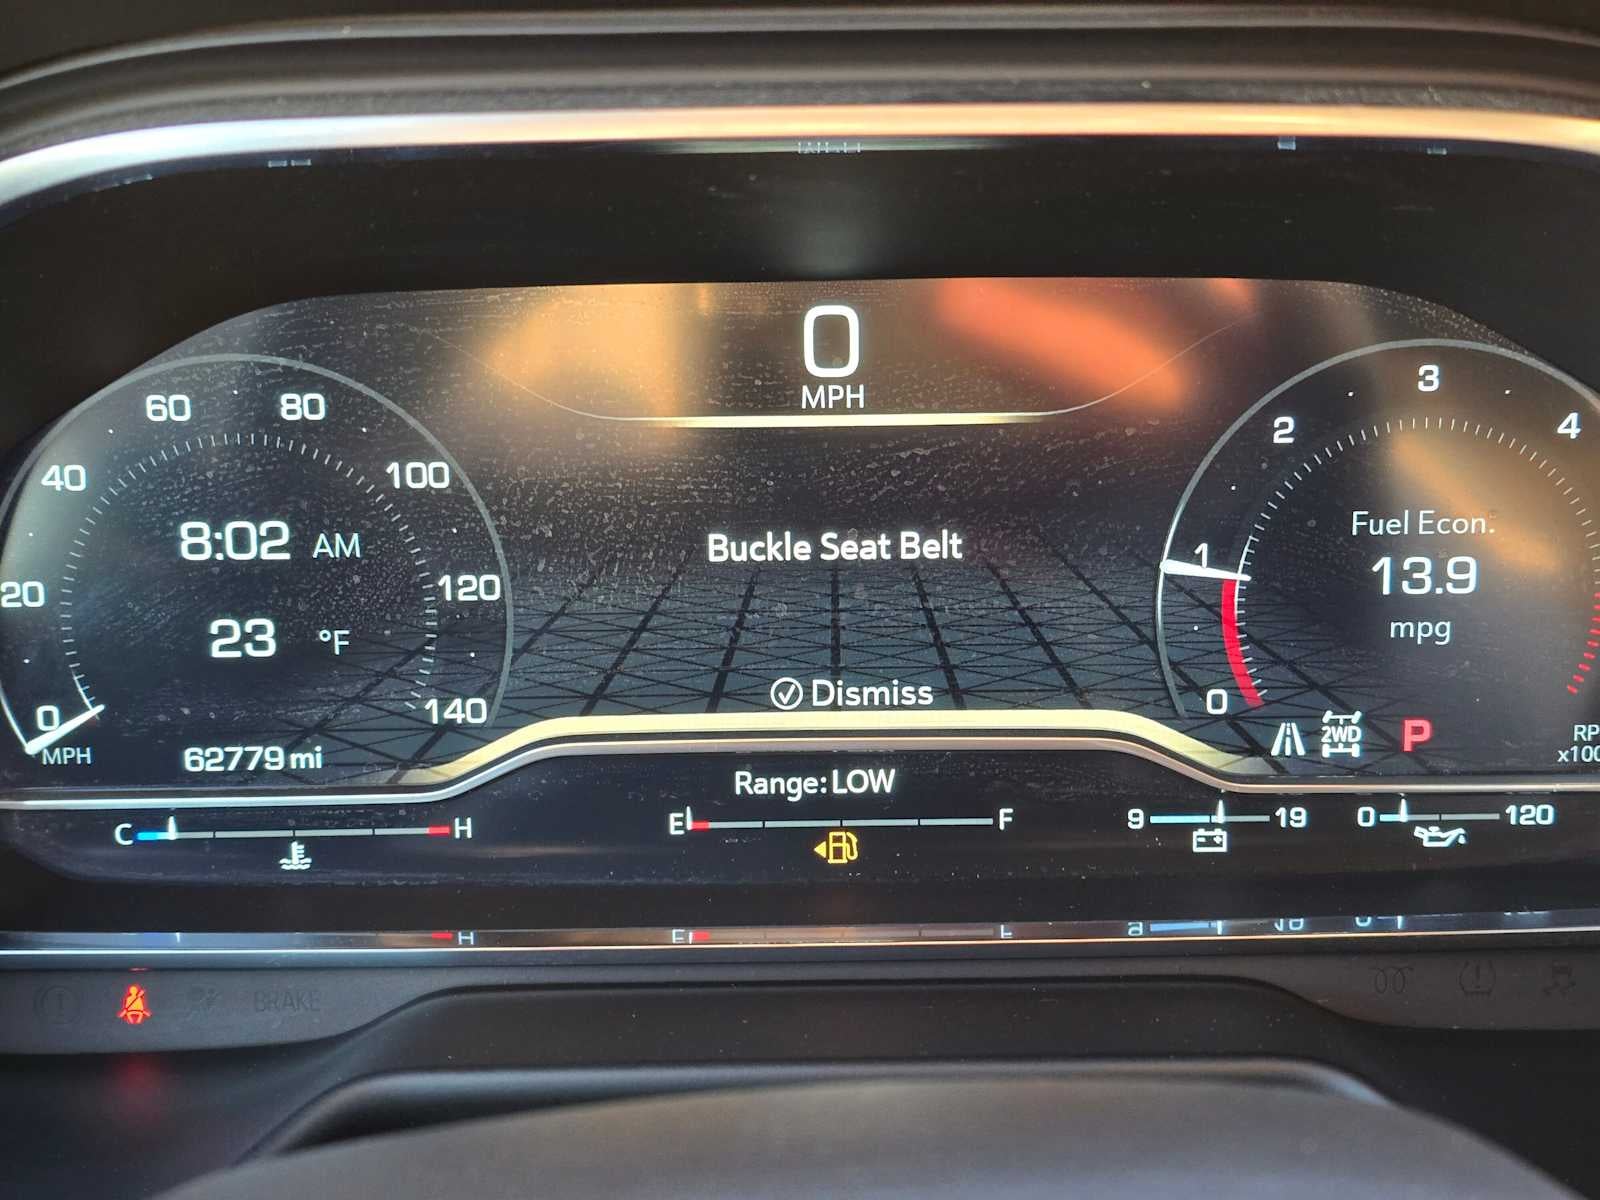 0
MPH
60
80
40
100
20
120
0
140
MPH
8:02 AM
23 °F
62779 mi
Buckle Seat Belt
Dismiss
3
2
4
1
0
Fuel Econ.
13.9
mpg
2WD
P
RP
x100
Range: LOW
C H
E F
9 19
0 120
BRAKE